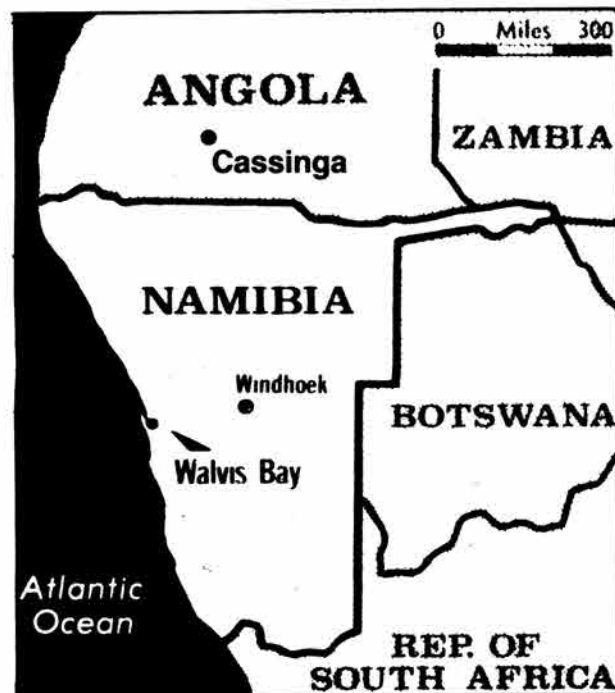 0 Miles 300
ANGOLA
ZAMBIA
Cassinga
NAMIBIA
Windhoek
BOTSWANA
Walvis Bay
Atlantic
Ocean
REP. OF
SOUTH AFRICA